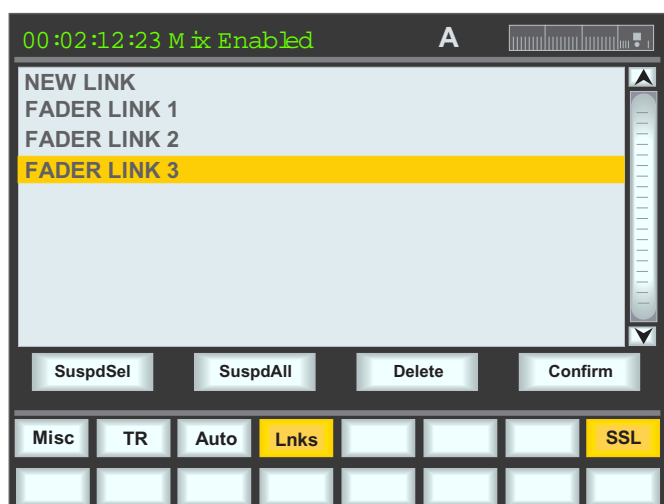 00:02:12:23 Mix Enabled A
NEW LINK
FADER LINK 1
FADER LINK 2
FADER LINK 3
SuspdSel SuspdAll Delete Confirm
Misc TR Auto Lnks SSL